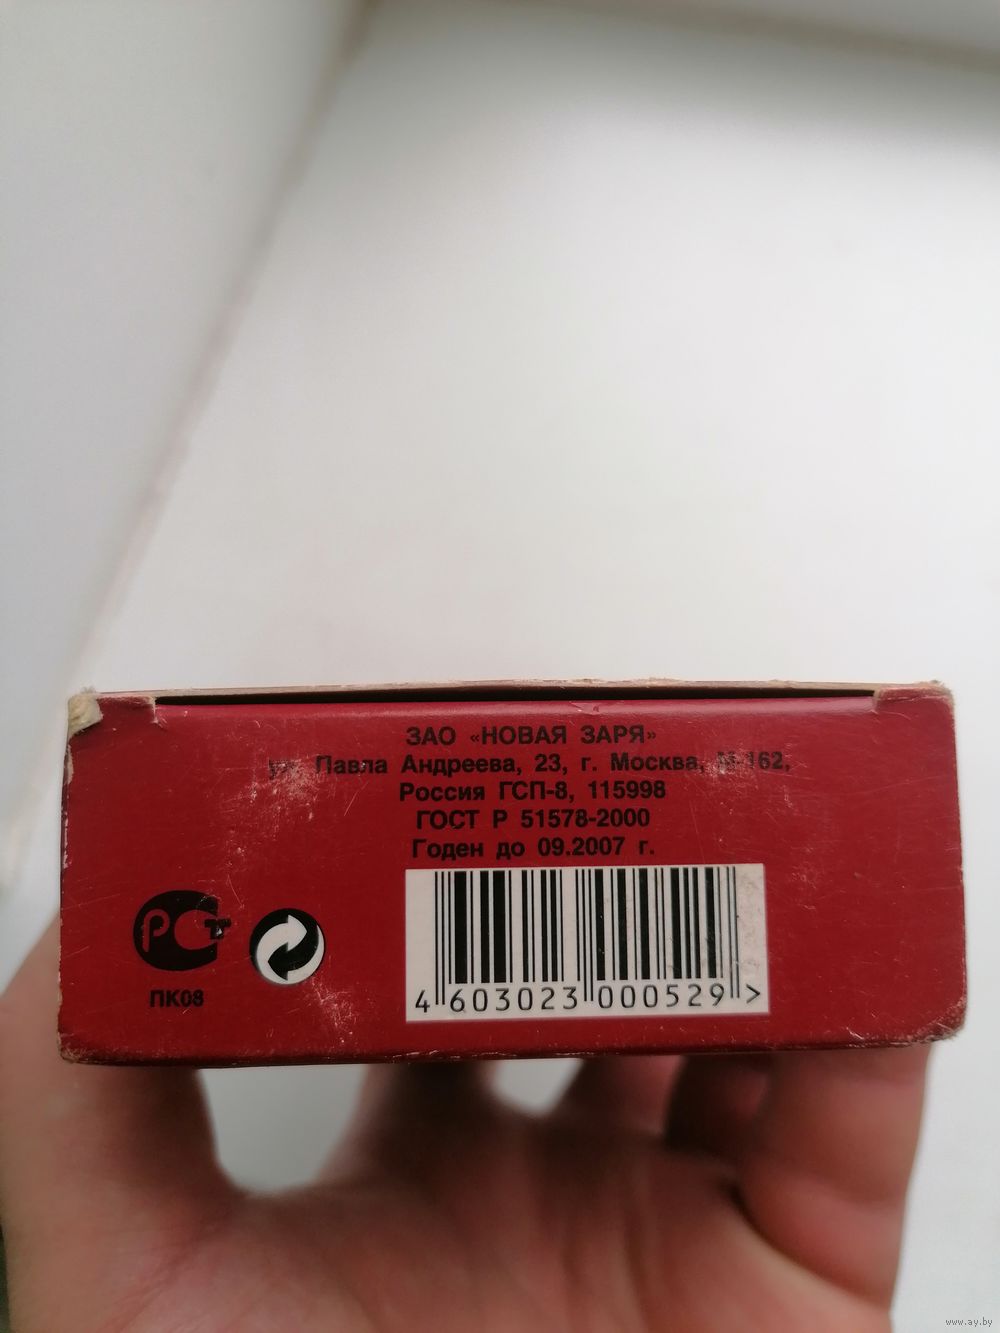 ЗАО «НОВАЯ ЗАРЯ»
ул. Павла Андреева, 23, г. Москва, М-162,
Россия ГСП-8, 115998
ГОСТ Р 51578-2000
Годен до 09.2007 г.
РСТ
ПК08
4 603023 000529 >
www.ay.by